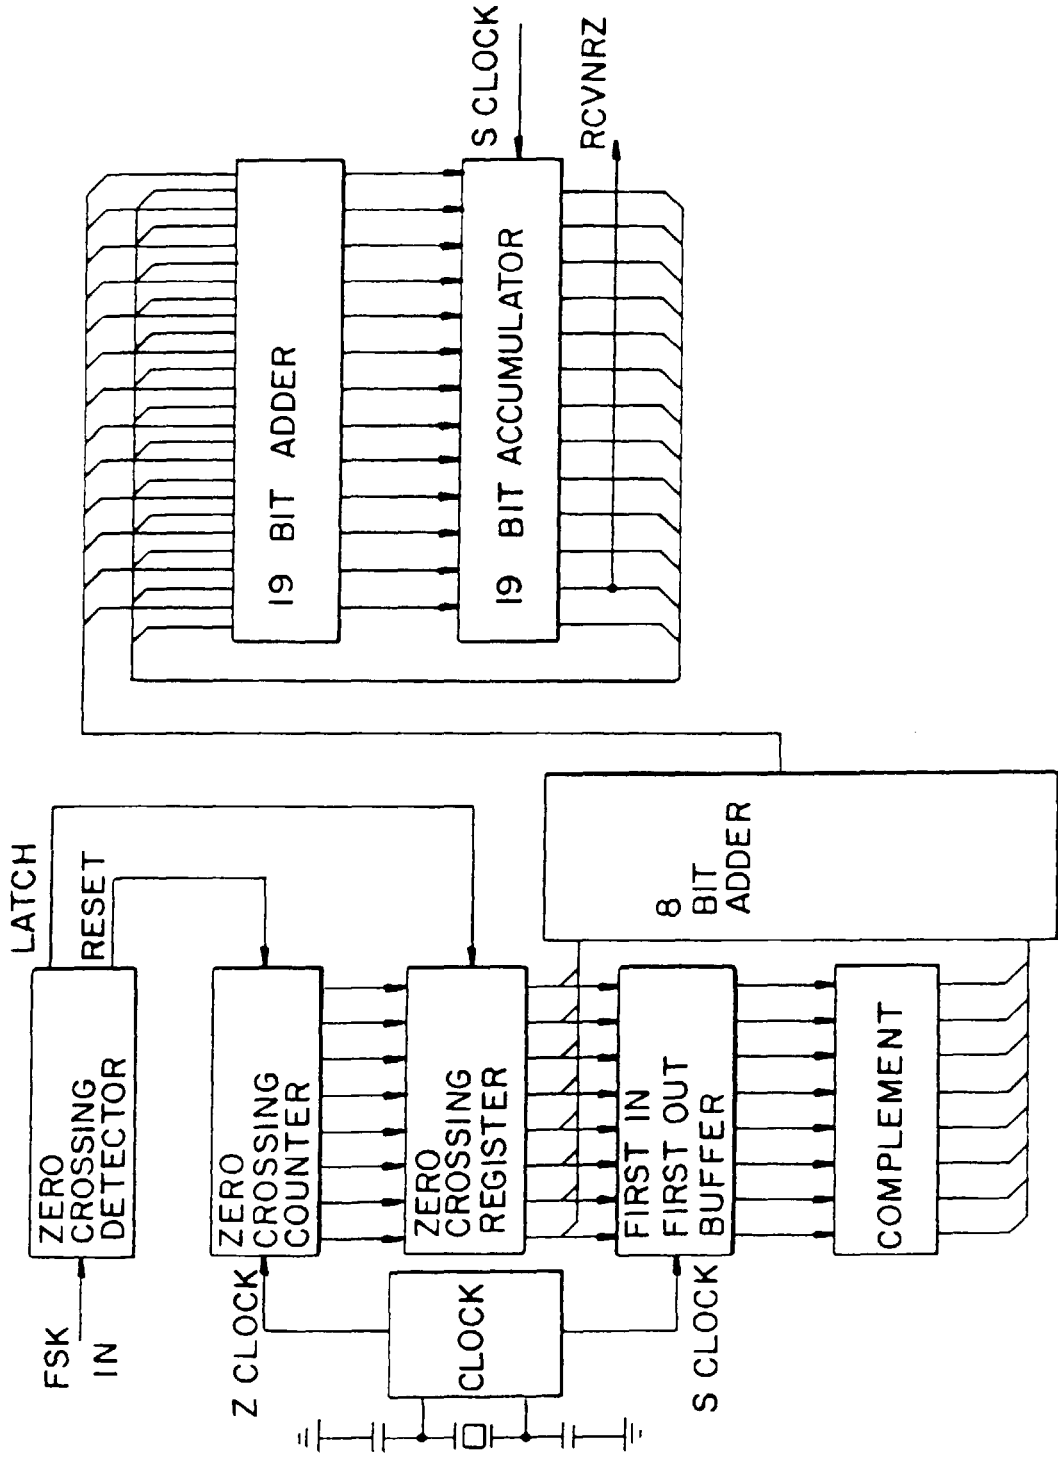 FSK
IN
ZERO
CROSSING
DETECTOR
LATCH
RESET
Z CLOCK
ZERO
CROSSING
COUNTER
ZERO
CROSSING
REGISTER
CLOCK
S CLOCK
FIRST IN
FIRST OUT
BUFFER
COMPLEMENT
8
BIT
ADDER
19 BIT ADDER
19 BIT ACCUMULATOR
S CLOCK
RCVNRZ